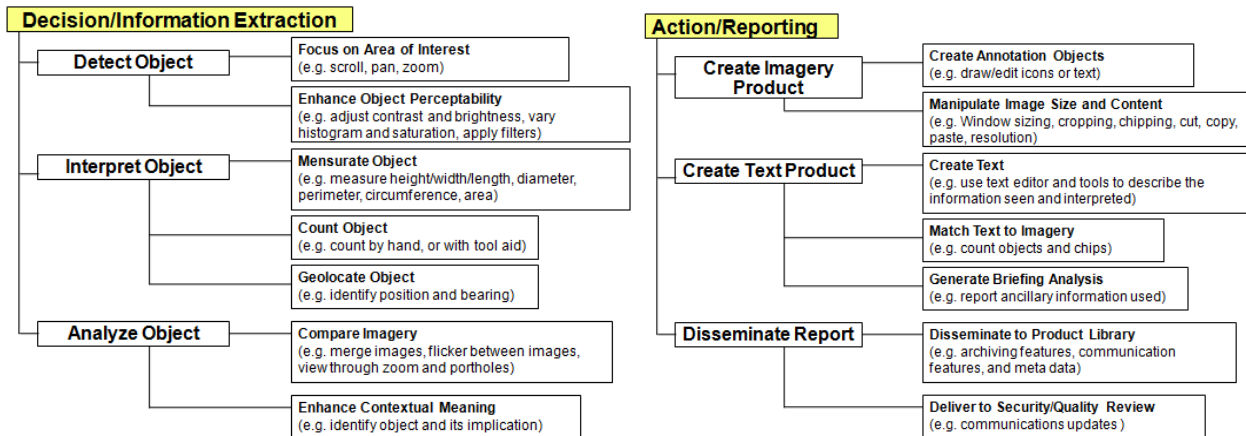 Decision/Information Extraction
Detect Object
Focus on Area of Interest
(e.g. scroll, pan, zoom)
Enhance Object Perceptability
(e.g. adjust contrast and brightness, vary
histogram and saturation, apply filters)
Interpret Object
Mensurate Object
(e.g. measure height/width/length, diameter,
perimeter, circumference, area)
Count Object
(e.g. count by hand, or with tool aid)
Geolocate Object
(e.g. identify position and bearing)
Analyze Object
Compare Imagery
(e.g. merge images, flicker between images,
view through zoom and portholes)
Enhance Contextual Meaning
(e.g. identify object and its implication)
Action/Reporting
Create Imagery
Product
Create Annotation Objects
(e.g. draw/edit icons or text)
Manipulate Image Size and Content
(e.g. Window sizing, cropping, chipping, cut, copy,
paste, resolution)
Create Text Product
Create Text
(e.g. use text editor and tools to describe the
information seen and interpreted)
Match Text to Imagery
(e.g. count objects and chips)
Generate Briefing Analysis
(e.g. report ancillary information used)
Disseminate Report
Disseminate to Product Library
(e.g. archiving features, communication
features, and meta data)
Deliver to Security/Quality Review
(e.g. communications updates )